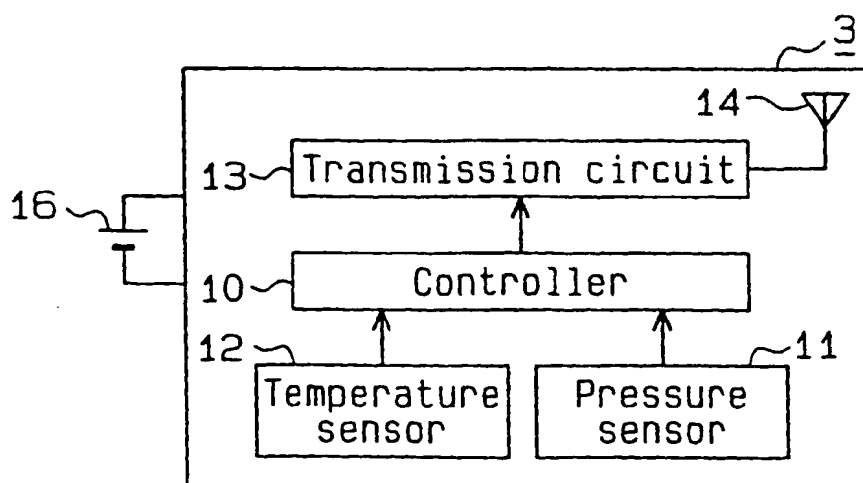 3
14
13 Transmission circuit
16
10 Controller
12 11
Temperature sensor
Pressure sensor